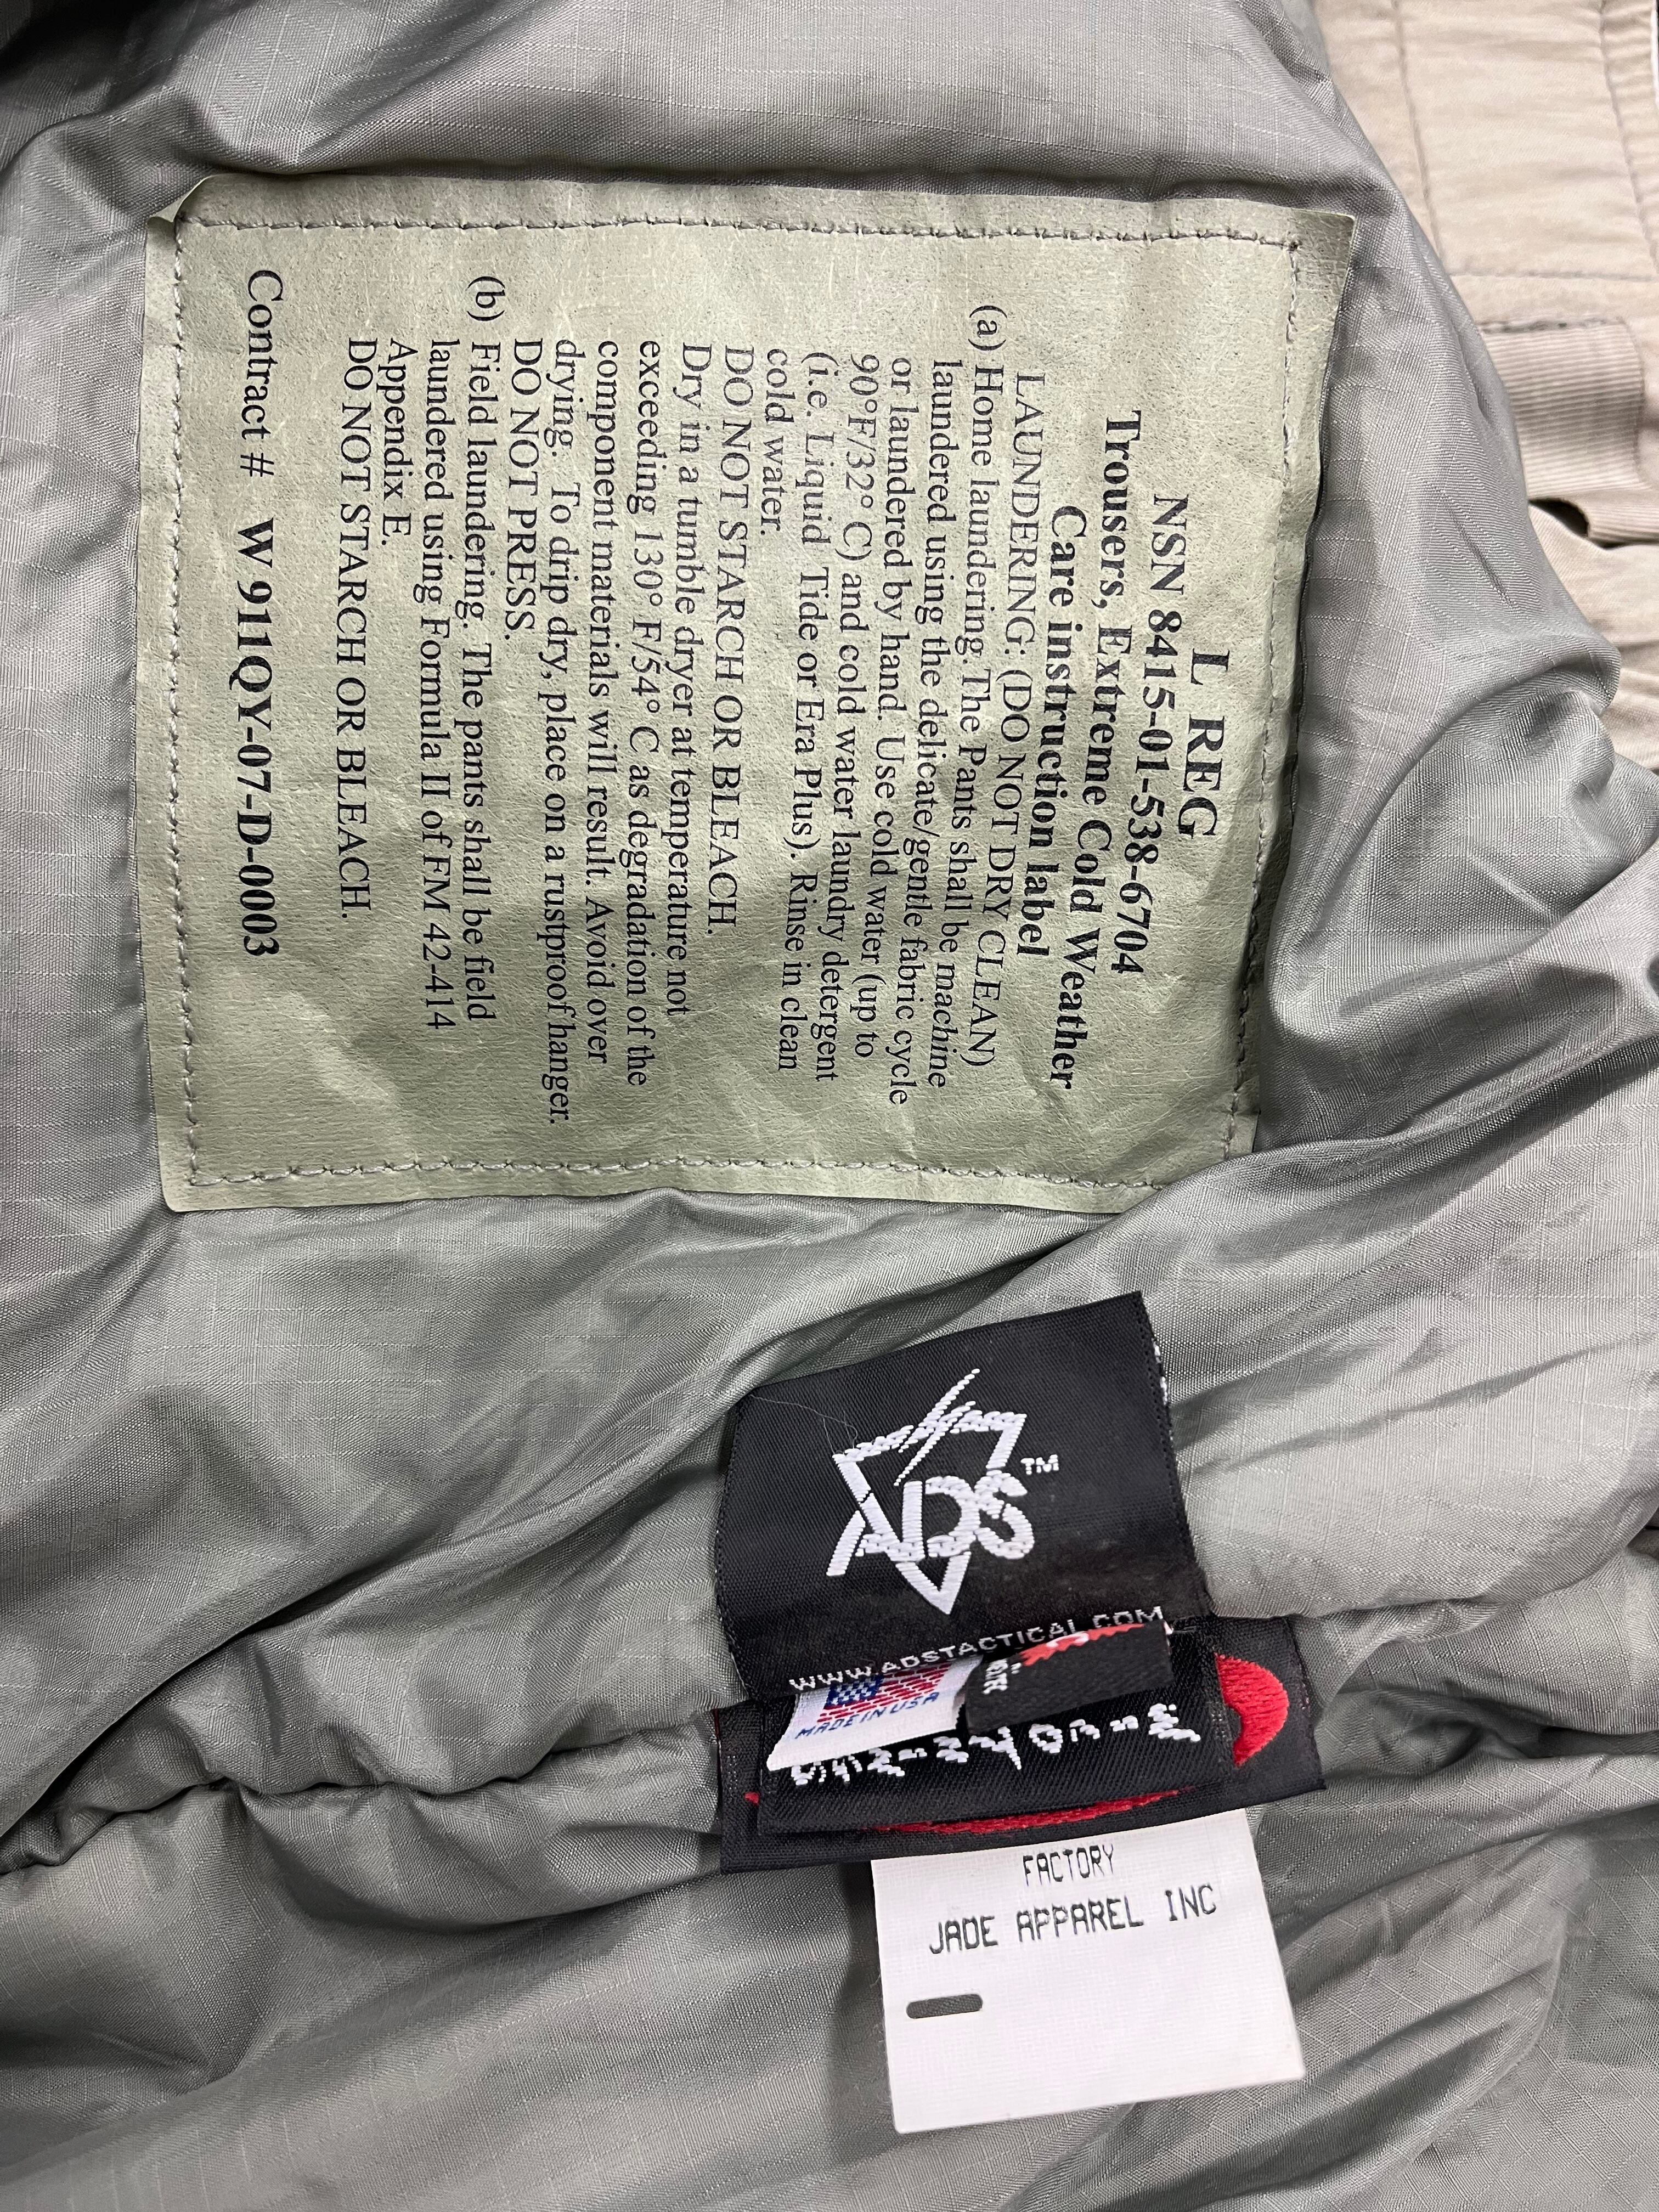 L REG
NSN 8415-01-538-6704
Trousers, Extreme Cold Weather
Care instruction label
LAUNDERING: (DO NOT DRY CLEAN)
(a) Home laundering. The Pants shall be machine
laundered using the delicate/gentle fabric cycle
or laundered by hand. Use cold water (up to
90°F/32° C) and cold water laundry detergent
(i.e. Liquid Tide or Era Plus). Rinse in clean
cold water.
DO NOT STARCH OR BLEACH.
Dry in a tumble dryer at temperature not
exceeding 130° F/54° C as degradation of the
component materials will result. Avoid over
drying. To drip dry, place on a rustproof hanger.
DO NOT PRESS.
(b) Field laundering. The pants shall be field
laundered using Formula II of FM 42-414
Appendix E.
DO NOT STARCH OR BLEACH.
Contract # W911QY-07-D-0003
ADS™
WWW.ADSTACTICAL.COM
MADE IN USA
FACTORY
JADE APPAREL INC